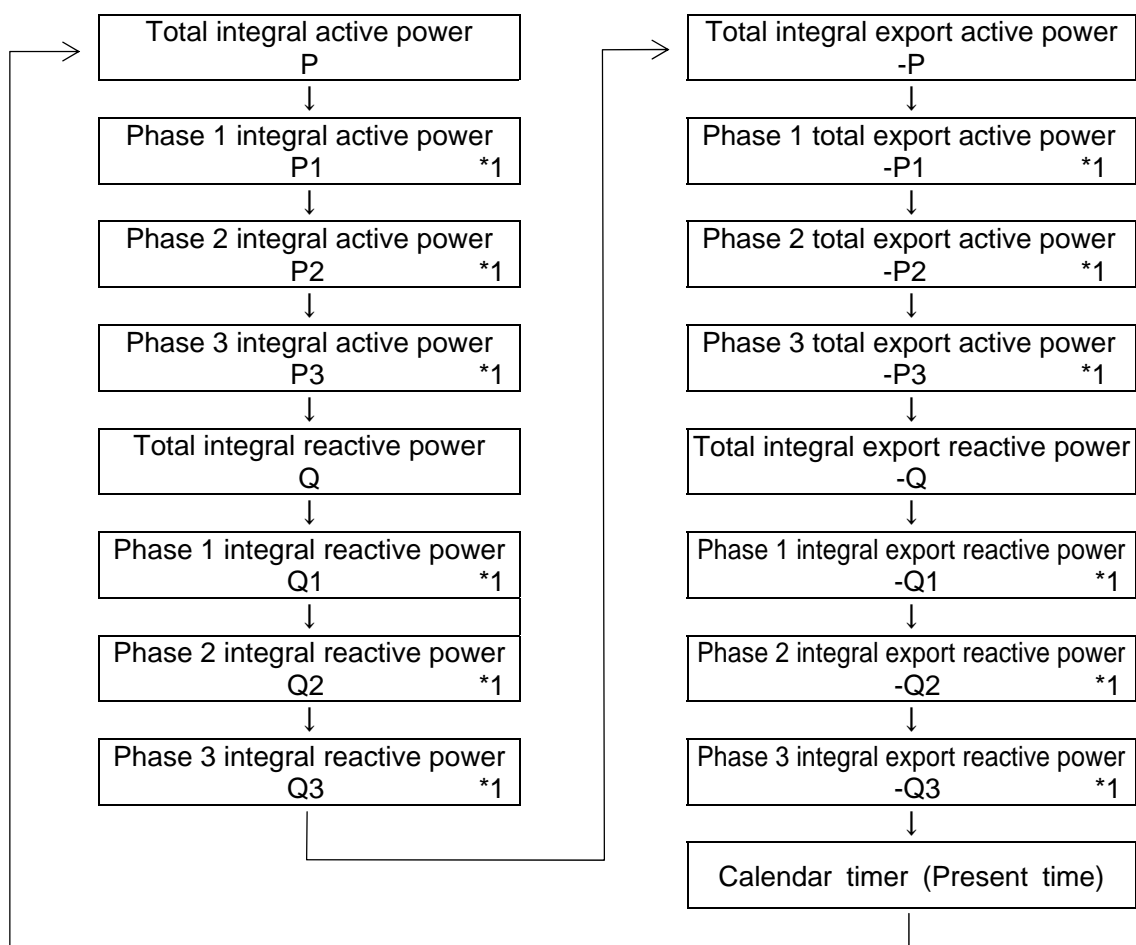 Total integral active power
P
Phase 1 integral active power
P1 *1
Phase 2 integral active power
P2 *1
Phase 3 integral active power
P3 *1
Total integral reactive power
Q
Phase 1 integral reactive power
Q1 *1
Phase 2 integral reactive power
Q2 *1
Phase 3 integral reactive power
Q3 *1
Total integral export active power
-P
Phase 1 total export active power
-P1 *1
Phase 2 total export active power
-P2 *1
Phase 3 total export active power
-P3 *1
Total integral export reactive power
-Q
Phase 1 integral export reactive power
-Q1 *1
Phase 2 integral export reactive power
-Q2 *1
Phase 3 integral export reactive power
-Q3 *1
Calendar timer (Present time)